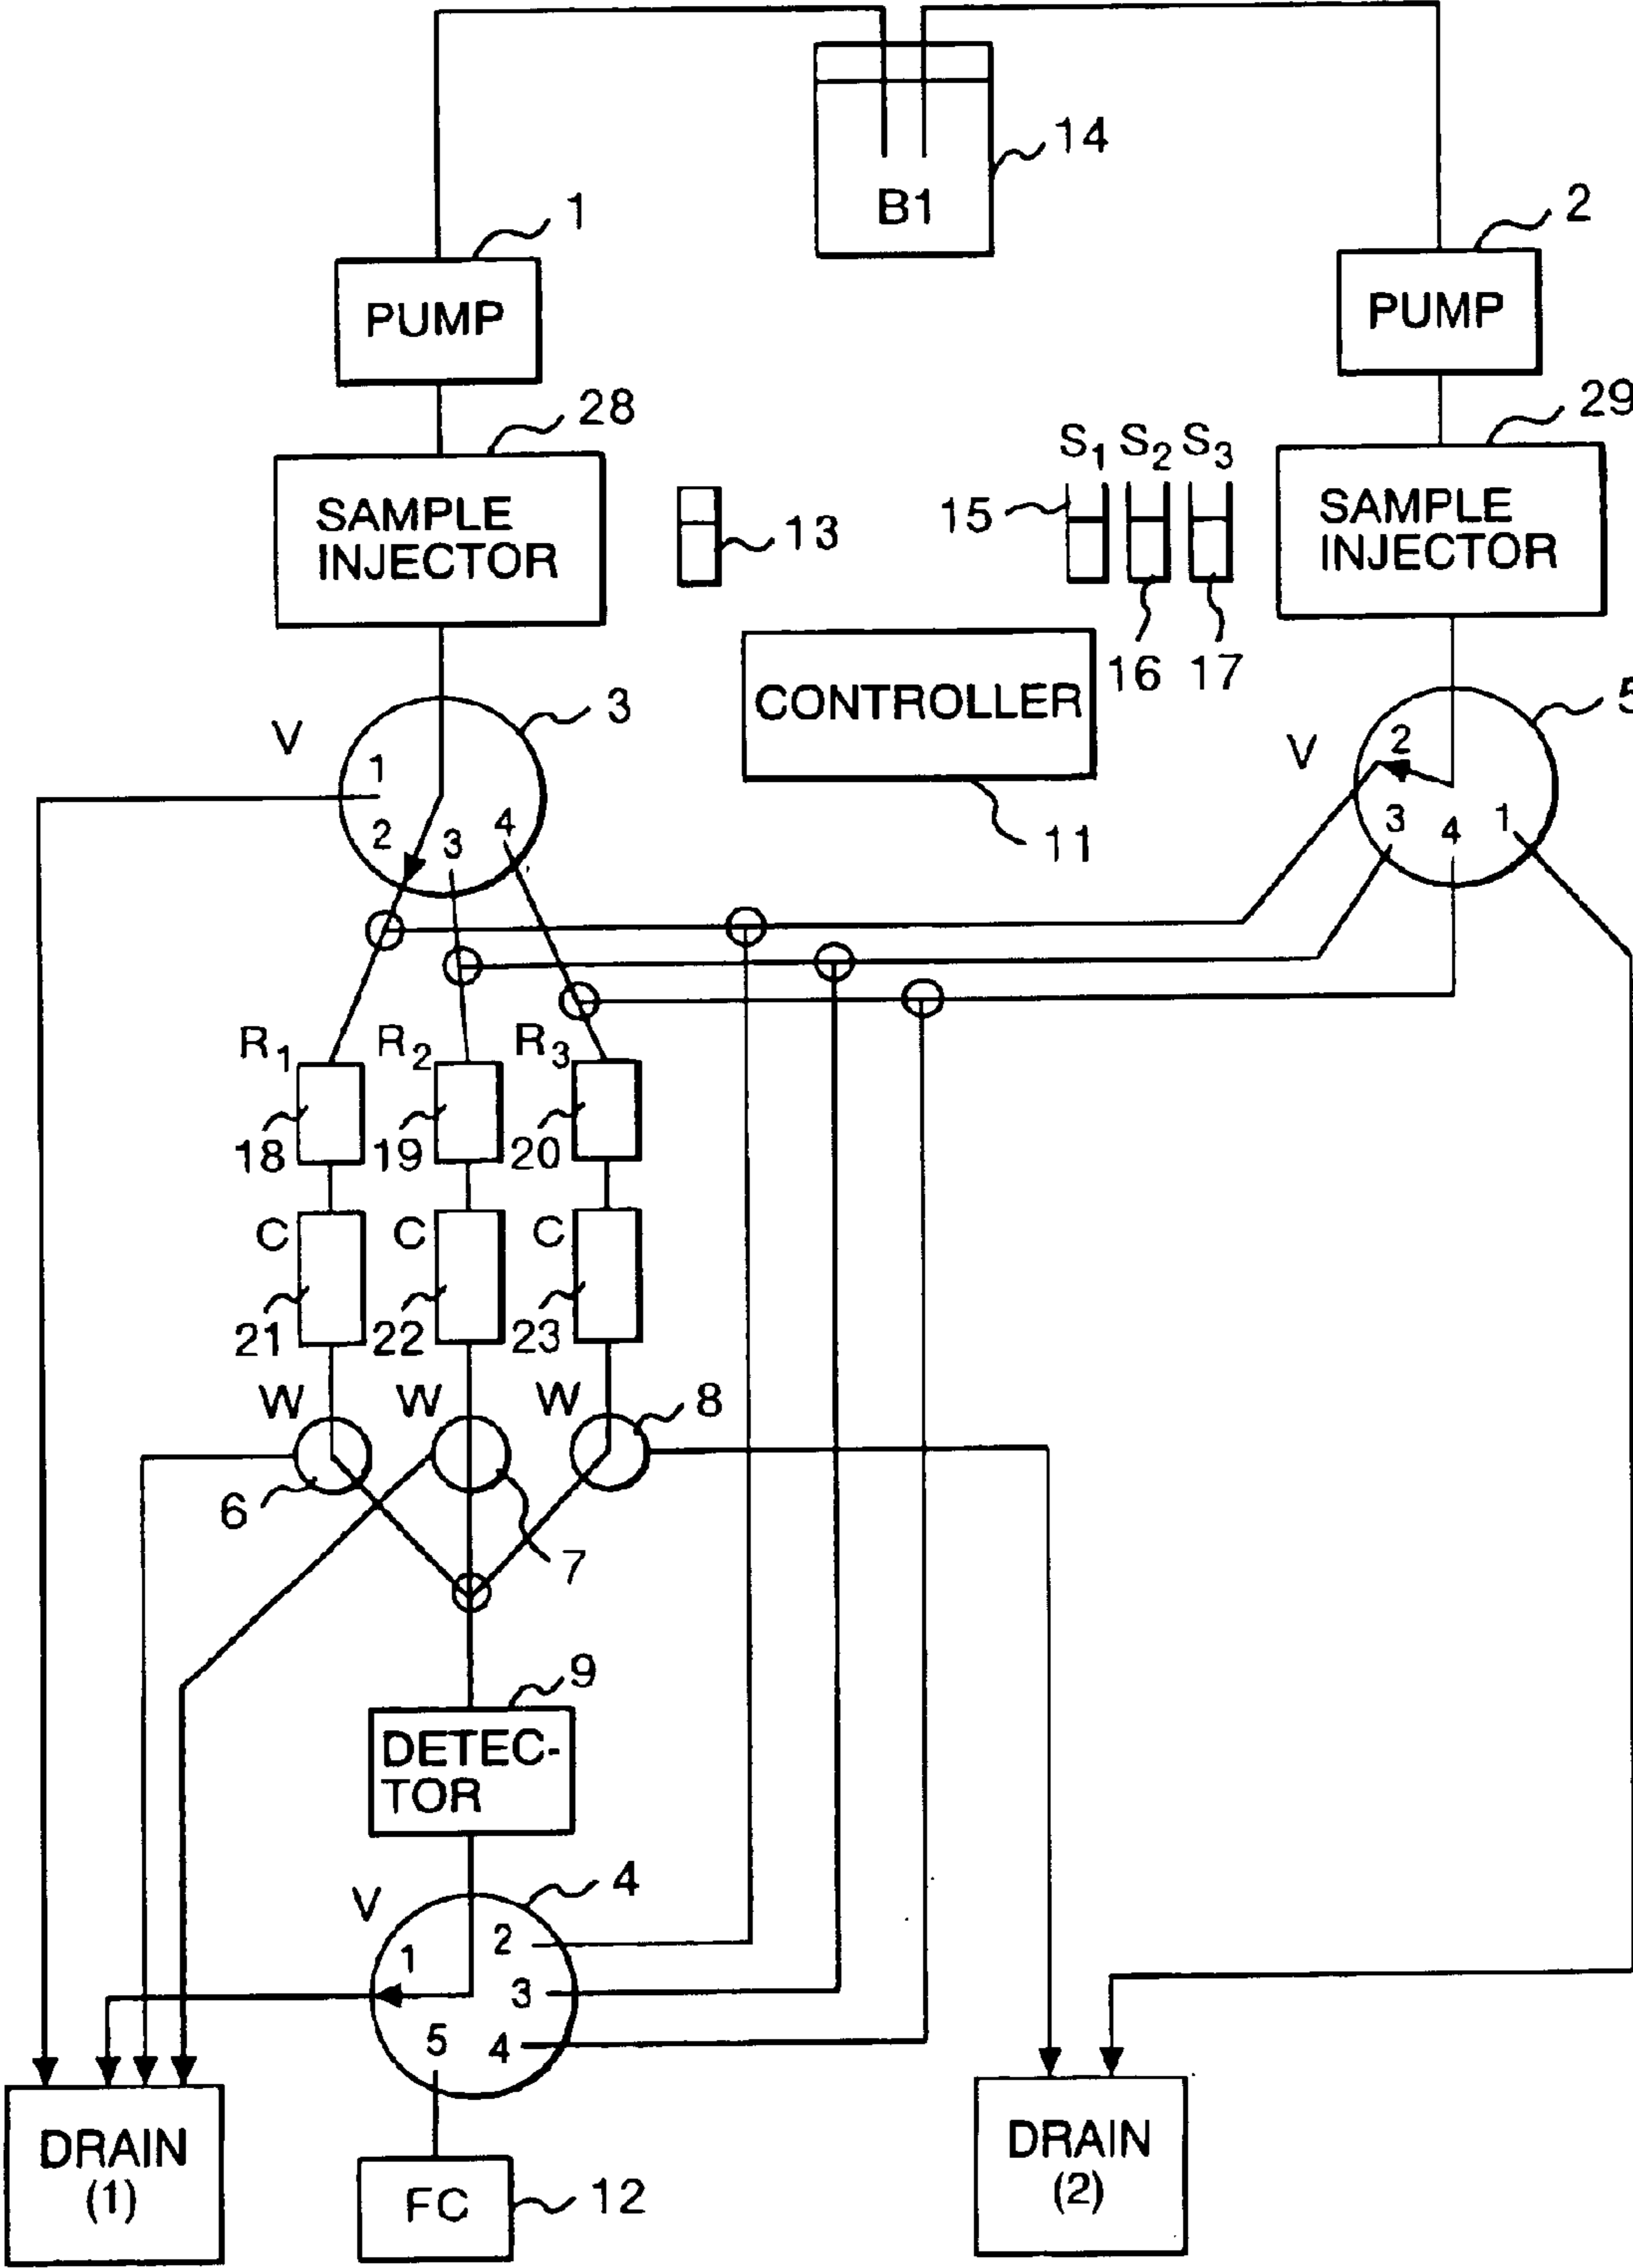 14
B1
1
2
PUMP
PUMP
28
29
SAMPLE
INJECTOR
13
S1 S2 S3
15
16 17
SAMPLE
INJECTOR
CONTROLLER
11
V
3
1
2
3
4
V
5
2
3
4
1
R1 R2 R3
18 19 20
C C C
21 22 23
W W W
8
6
7
9
DETEC-
TOR
V
4
1
2
3
4
5
DRAIN
(1)
FC
12
DRAIN
(2)